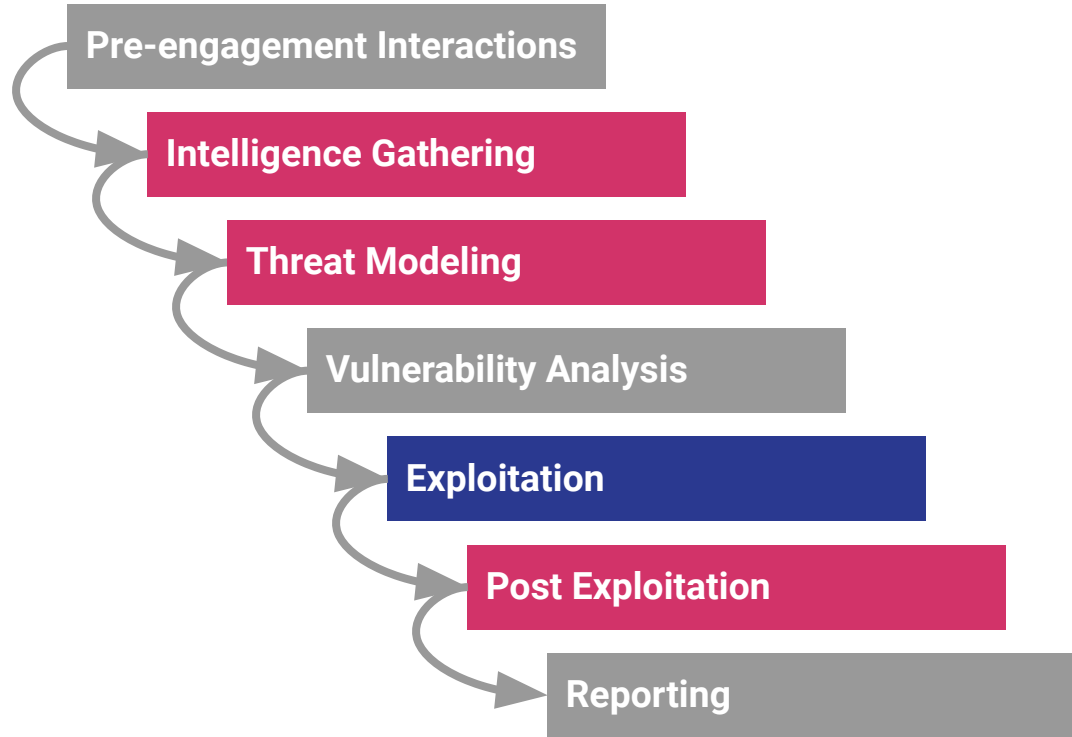 Pre-engagement Interactions
Intelligence Gathering
Threat Modeling
Vulnerability Analysis
Exploitation
Post Exploitation
Reporting